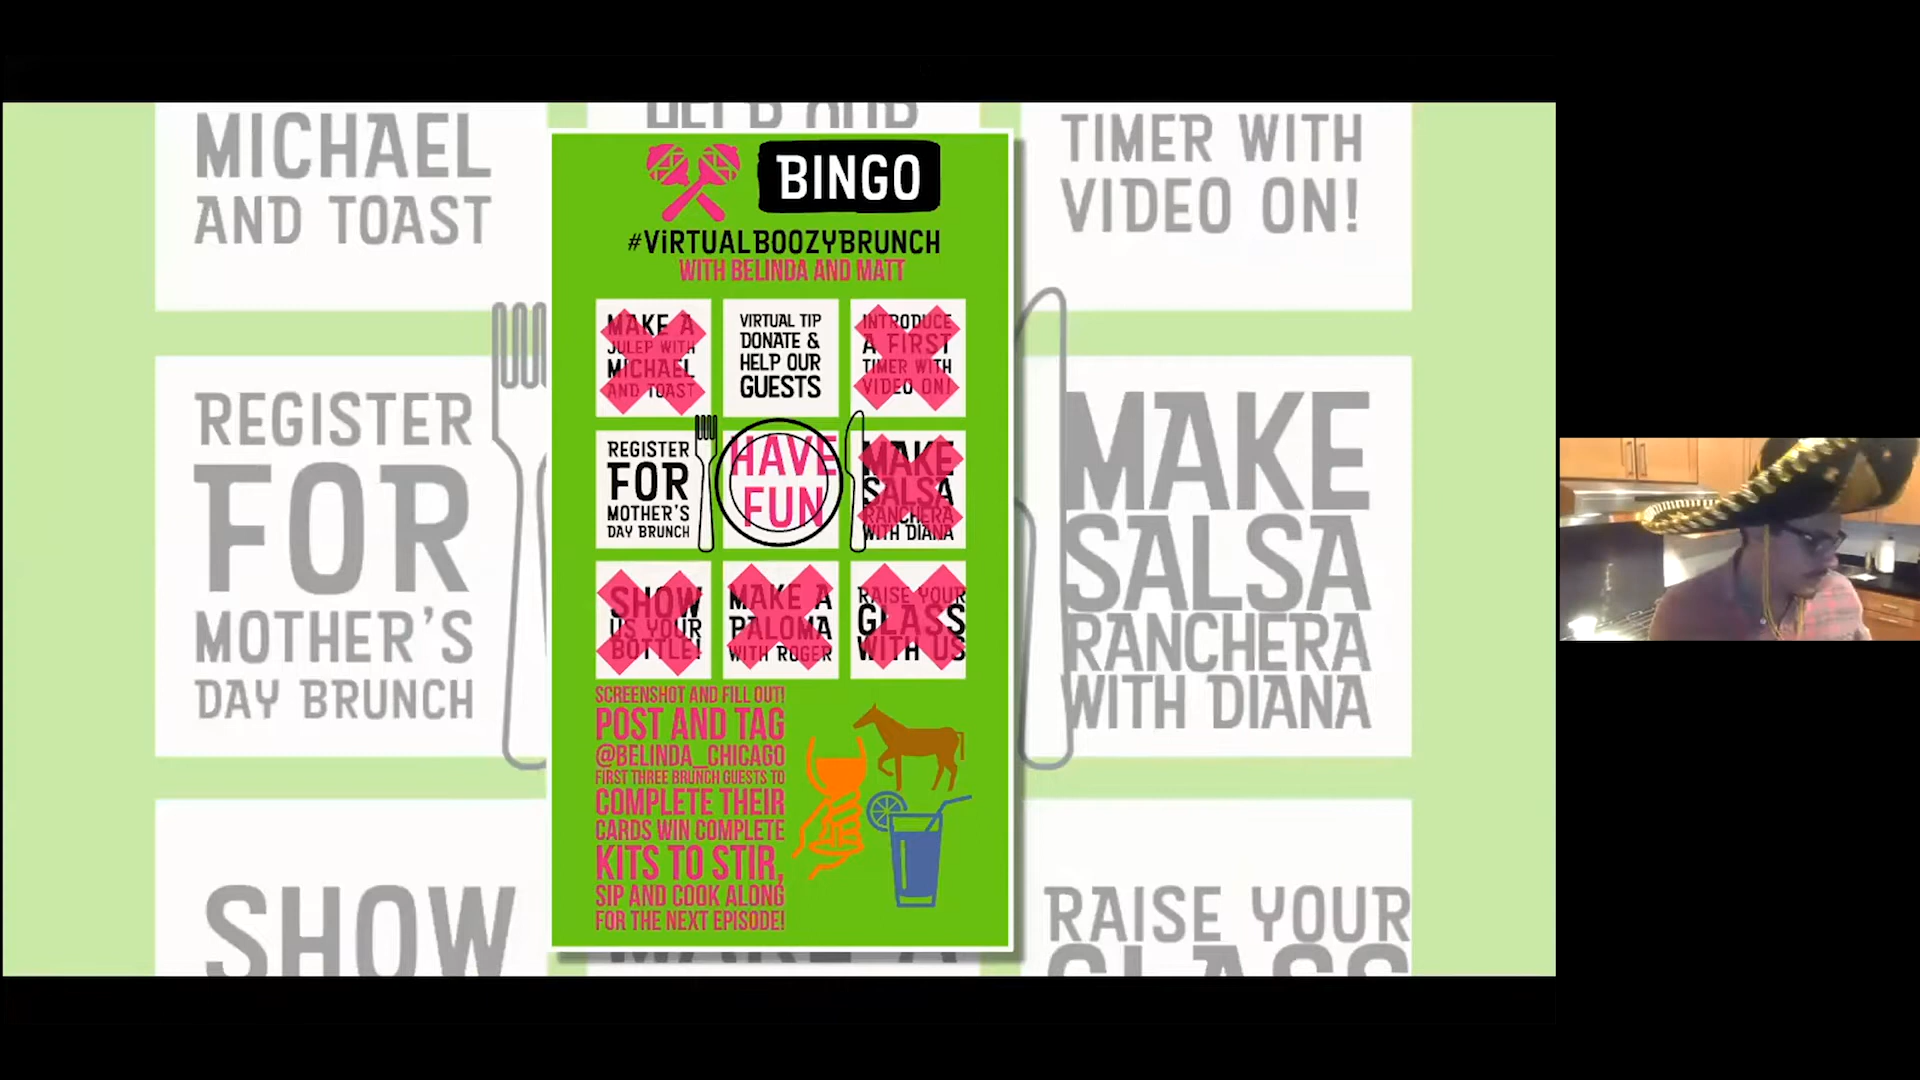 MICHAEL
AND TOAST
TIMER WITH
VIDEO ON!
REGISTER
FOR
MOTHER'S
DAY BRUNCH
MAKE
SALSA
RANCHERA
WITH DIANA
SHOW
MAKE A
RAISE YOUR
GLASS
BINGO
#ViRTUALBOOZYBRUNCH
WITH BELINDA AND MATT
MAKE A
JULEP WITH
MICHAEL
AND TOAST
VIRTUAL TIP
DONATE &
HELP OUR
GUESTS
INTRODUCE
A FIRST
TIMER WITH
VIDEO ON!
REGISTER
FOR
MOTHER'S
DAY BRUNCH
HAVE
FUN
MAKE
SALSA
RANCHERA
WITH DIANA
SHOW
US YOUR
BOTTLE!
MAKE A
PALOMA
WITH ROGER
RAISE YOUR
GLASS
WITH US
SCREENSHOT AND FILL OUT!
POST AND TAG
@BELINDA_CHICAGO
FIRST THREE BRUNCH GUESTS TO
COMPLETE THEIR
CARDS WIN COMPLETE
KITS TO STIR,
SIP AND COOK ALONG
FOR THE NEXT EPISODE!